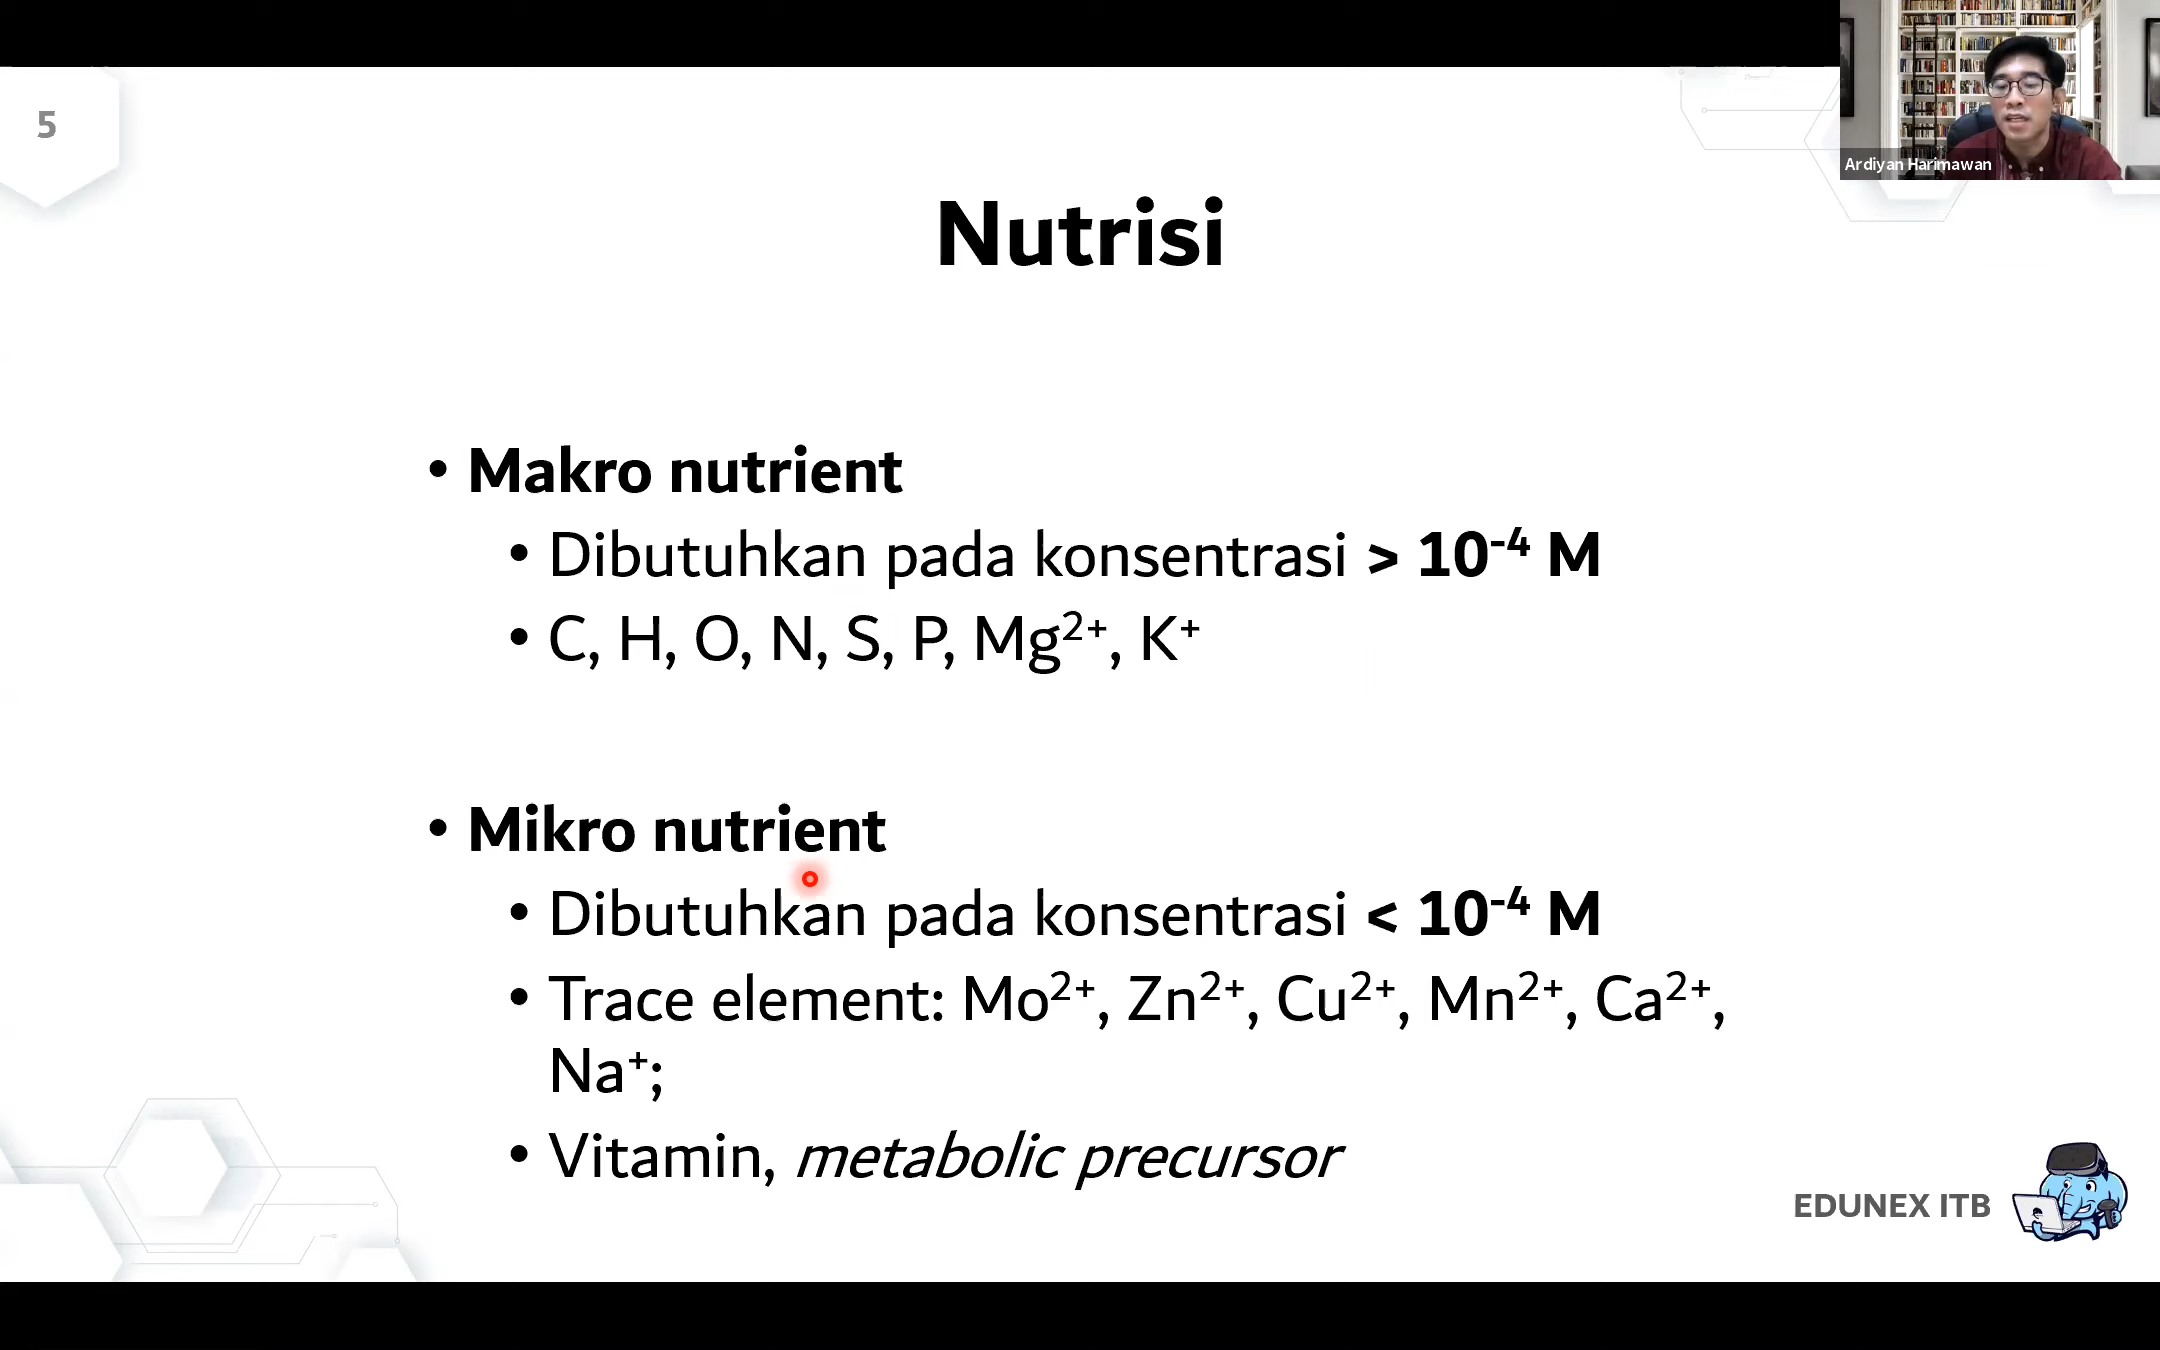 5
Ardiyan Harimawan
Nutrisi
• Makro nutrient
• Dibutuhkan pada konsentrasi > 10⁻⁴ M
• C, H, O, N, S, P, Mg²⁺, K⁺
• Mikro nutrient
• Dibutuhkan pada konsentrasi < 10⁻⁴ M
• Trace element: Mo²⁺, Zn²⁺, Cu²⁺, Mn²⁺, Ca²⁺,
Na⁺;
• Vitamin, metabolic precursor
EDUNEX ITB